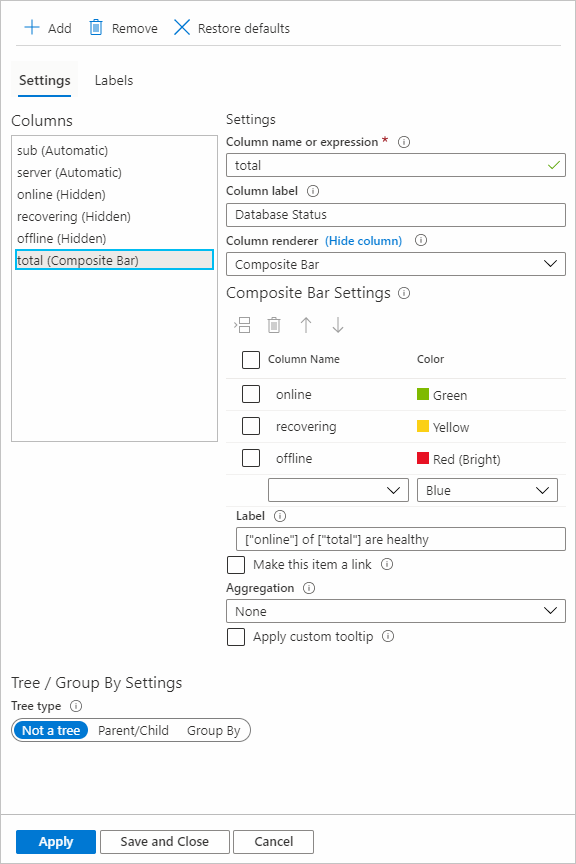 Add Remove Restore defaults
Settings Labels
Columns
sub (Automatic)
server (Automatic)
online (Hidden)
recovering (Hidden)
offline (Hidden)
total (Composite Bar)
Settings
Column name or expression *
total
Column label
Database Status
Column renderer (Hide column)
Composite Bar
Composite Bar Settings
Column Name Color
online Green
recovering Yellow
offline Red (Bright)
Blue
Label
["online"] of ["total"] are healthy
Make this item a link
Aggregation
None
Apply custom tooltip
Tree / Group By Settings
Tree type
Not a tree Parent/Child Group By
Apply Save and Close Cancel